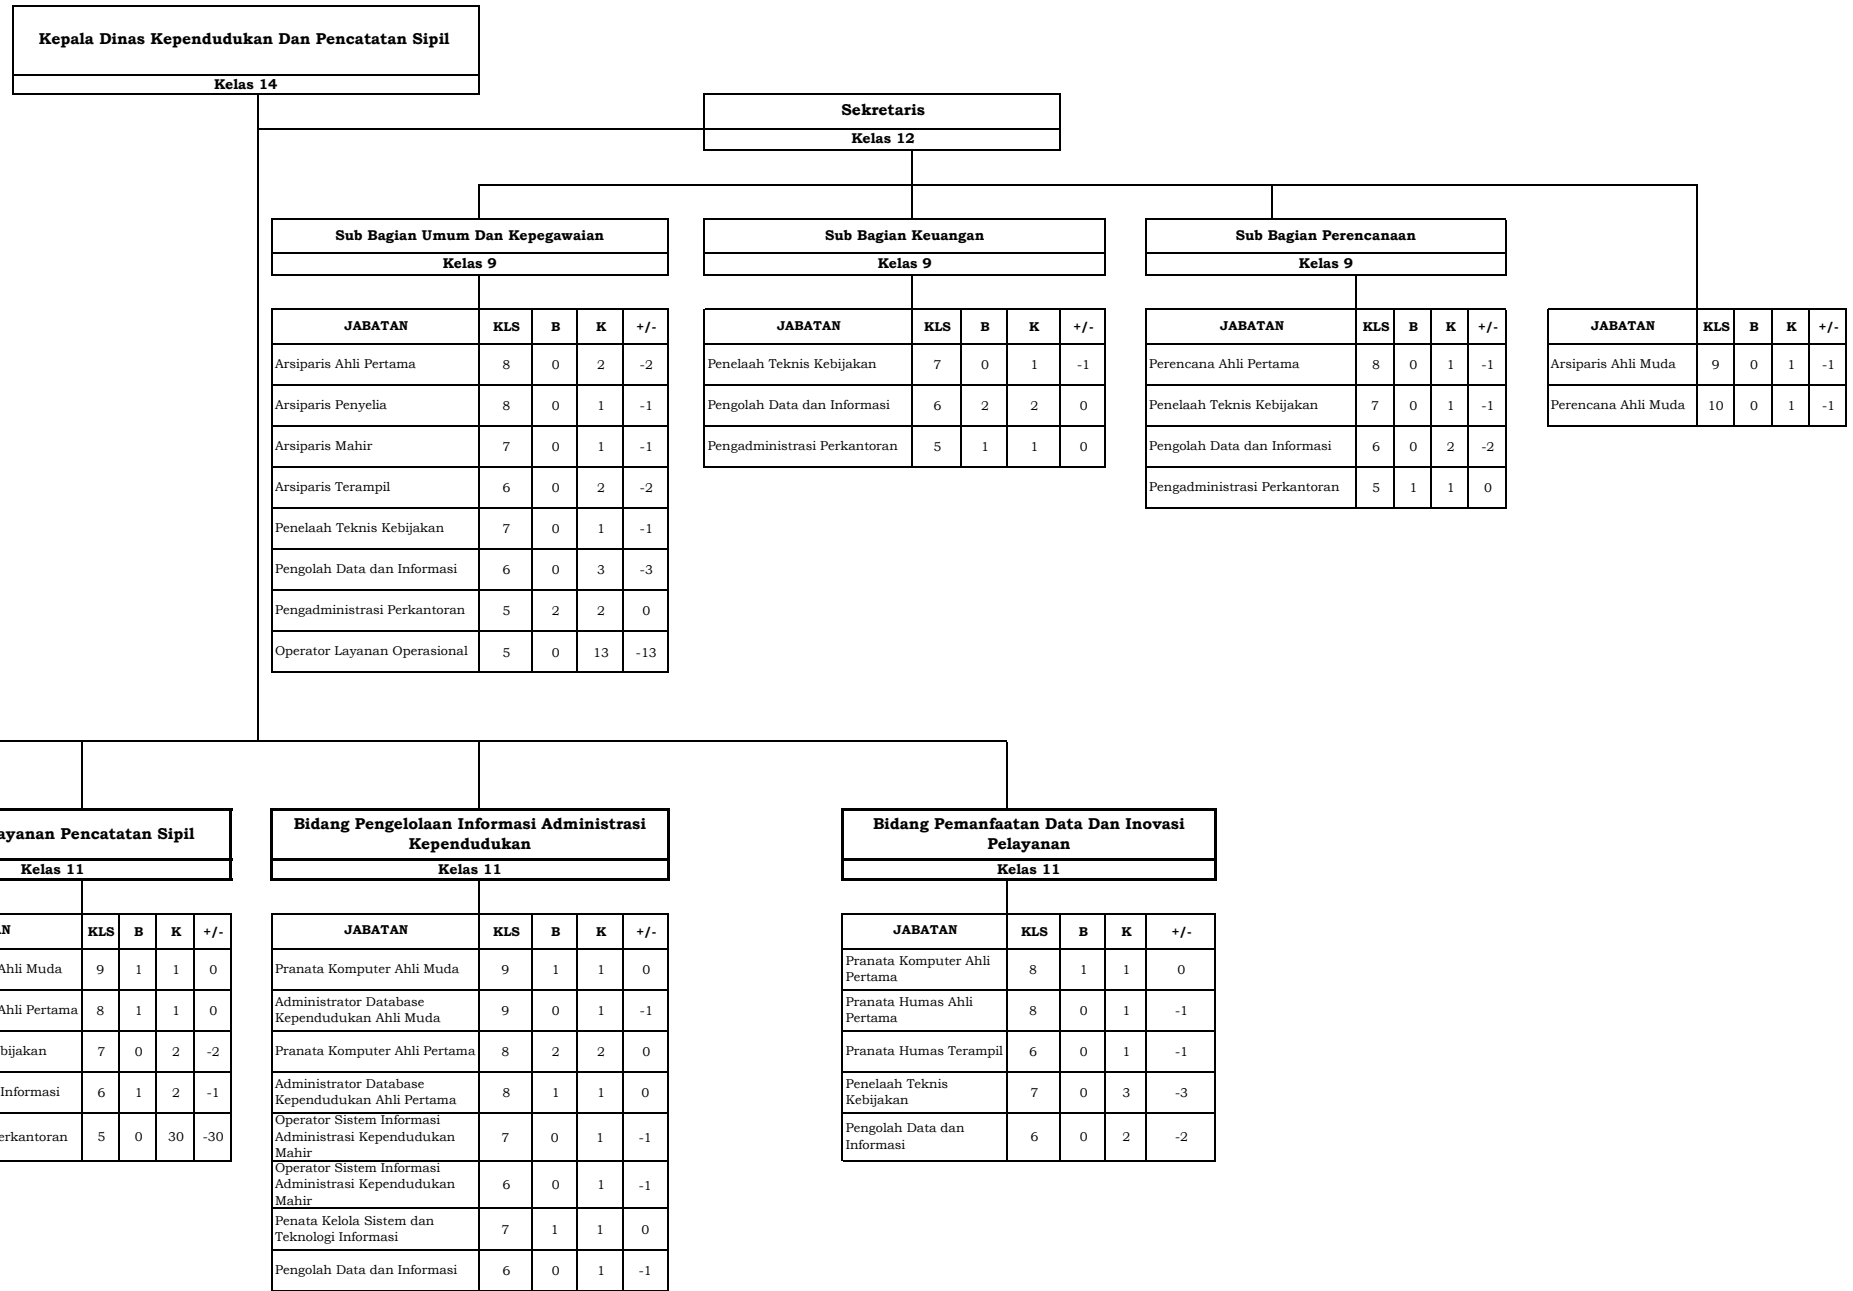 Kepala Dinas Kependudukan Dan Pencatatan Sipil
Kelas 14
Sekretaris
Kelas 12
Sub Bagian Umum Dan Kepegawaian
Kelas 9
JABATAN KLS B K +/-
Arsiparis Ahli Pertama 8 0 2 -2
Arsiparis Penyelia 8 0 1 -1
Arsiparis Mahir 7 0 1 -1
Arsiparis Terampil 6 0 2 -2
Penelaah Teknis Kebijakan 7 0 1 -1
Pengolah Data dan Informasi 6 0 3 -3
Pengadministrasi Perkantoran 5 2 2 0
Operator Layanan Operasional 5 0 13 -13
Sub Bagian Keuangan
Kelas 9
JABATAN KLS B K +/-
Penelaah Teknis Kebijakan 7 0 1 -1
Pengolah Data dan Informasi 6 2 2 0
Pengadministrasi Perkantoran 5 1 1 0
Sub Bagian Perencanaan
Kelas 9
JABATAN KLS B K +/-
Perencana Ahli Pertama 8 0 1 -1
Penelaah Teknis Kebijakan 7 0 1 -1
Pengolah Data dan Informasi 6 0 2 -2
Pengadministrasi Perkantoran 5 1 1 0
JABATAN KLS B K +/-
Arsiparis Ahli Muda 9 0 1 -1
Perencana Ahli Muda 10 0 1 -1
ayanan Pencatatan Sipil
Kelas 11
N KLS B K +/-
Ahli Muda 9 1 1 0
Ahli Pertama 8 1 1 0
bijakan 7 0 2 -2
Informasi 6 1 2 -1
erkantoran 5 0 30 -30
Bidang Pengelolaan Informasi Administrasi
Kependudukan
Kelas 11
JABATAN KLS B K +/-
Pranata Komputer Ahli Muda 9 1 1 0
Administrator Database
Kependudukan Ahli Muda 9 0 1 -1
Pranata Komputer Ahli Pertama 8 2 2 0
Administrator Database
Kependudukan Ahli Pertama 8 1 1 0
Operator Sistem Informasi
Administrasi Kependudukan 7 0 1 -1
Mahir
Operator Sistem Informasi
Administrasi Kependudukan 6 0 1 -1
Mahir
Penata Kelola Sistem dan
Teknologi Informasi 7 1 1 0
Pengolah Data dan Informasi 6 0 1 -1
Bidang Pemanfaatan Data Dan Inovasi
Pelayanan
Kelas 11
JABATAN KLS B K +/-
Pranata Komputer Ahli
Pertama 8 1 1 0
Pranata Humas Ahli
Pertama 8 0 1 -1
Pranata Humas Terampil 6 0 1 -1
Penelaah Teknis
Kebijakan 7 0 3 -3
Pengolah Data dan
Informasi 6 0 2 -2